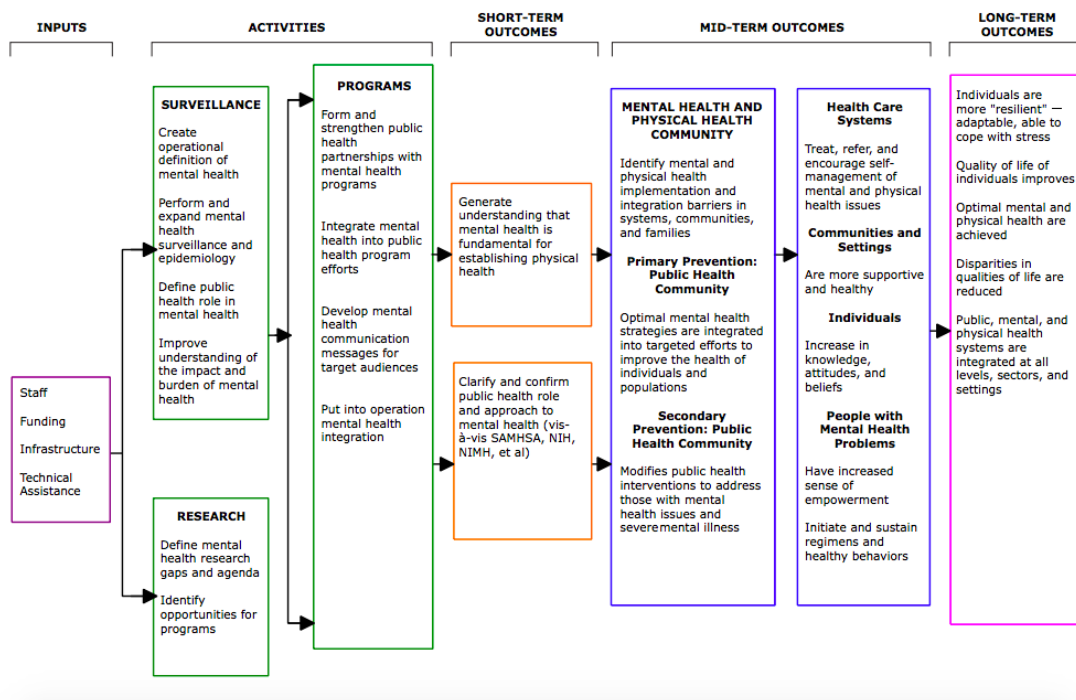 INPUTS
ACTIVITIES
SHORT-TERM
OUTCOMES
MID-TERM OUTCOMES
LONG-TERM
OUTCOMES
Staff
Funding
Infrastructure
Technical
Assistance
SURVEILLANCE
Create
operational
definition of
mental health
Perform and
expand mental
health
surveillance and
epidemiology
Define public
health role in
mental health
Improve
understanding of
the impact and
burden of mental
health
RESEARCH
Define mental
health research
gaps and agenda
Identify
opportunities for
programs
PROGRAMS
Form and
strengthen public
health
partnerships with
mental health
programs
Integrate mental
health into public
health program
efforts
Develop mental
health
communication
messages for
target audiences
Put into operation
mental health
integration
Generate
understanding that
mental health is
fundamental for
establishing physical
health
Clarify and confirm
public health role
and approach to
mental health (vis-
à-vis SAMHSA, NIH,
NIMH, et al)
MENTAL HEALTH AND
PHYSICAL HEALTH
COMMUNITY
Identify mental and
physical health
implementation and
integration barriers in
systems, communities,
and families
Primary Prevention:
Public Health
Community
Optimal mental health
strategies are integrated
into targeted efforts to
improve the health of
individuals and
populations
Secondary
Prevention: Public
Health Community
Modifies public health
interventions to address
those with mental
health issues and
severemental illness
Health Care
Systems
Treat, refer, and
encourage self-
management of
mental and physical
health issues
Communities and
Settings
Are more supportive
and healthy
Individuals
Increase in
knowledge,
attitudes, and
beliefs
People with
Mental Health
Problems
Have increased
sense of
empowerment
Initiate and sustain
regimens and
healthy behaviors
Individuals are
more "resilient" —
adaptable, able to
cope with stress
Quality of life of
individuals improves
Optimal mental and
physical health are
achieved
Disparities in
qualities of life are
reduced
Public, mental, and
physical health
systems are
integrated at all
levels, sectors, and
settings